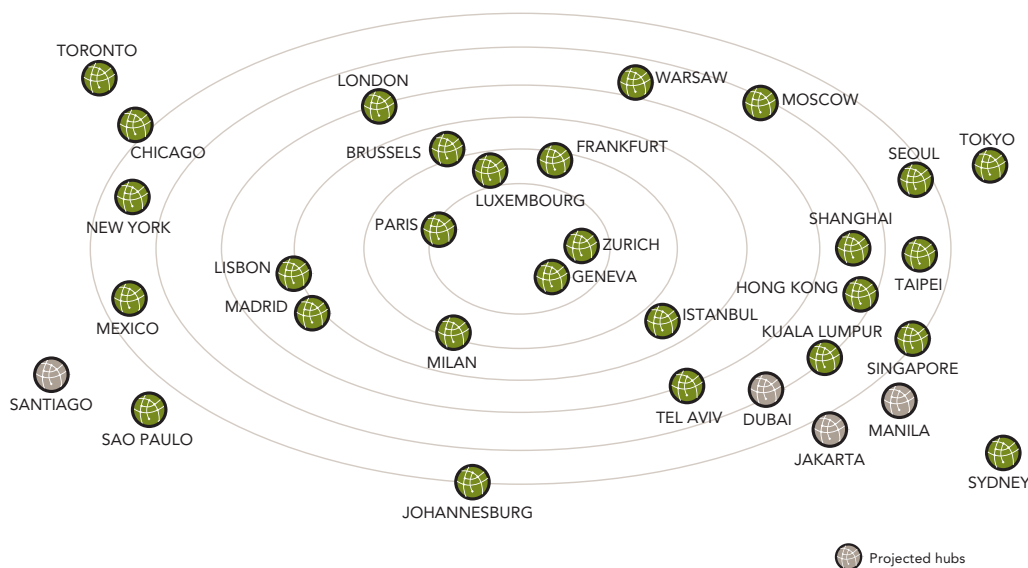 TORONTO
LONDON
WARSAW
MOSCOW
CHICAGO
BRUSSELS
FRANKFURT
TOKYO
SEOUL
LUXEMBOURG
NEW YORK
PARIS
SHANGHAI
ZURICH
LISBON
GENEVA
HONG KONG
TAIPEI
MADRID
MEXICO
ISTANBUL
KUALA LUMPUR
MILAN
SINGAPORE
SANTIAGO
SAO PAULO
TEL AVIV
DUBAI
MANILA
JAKARTA
SYDNEY
JOHANNESBURG
Projected hubs